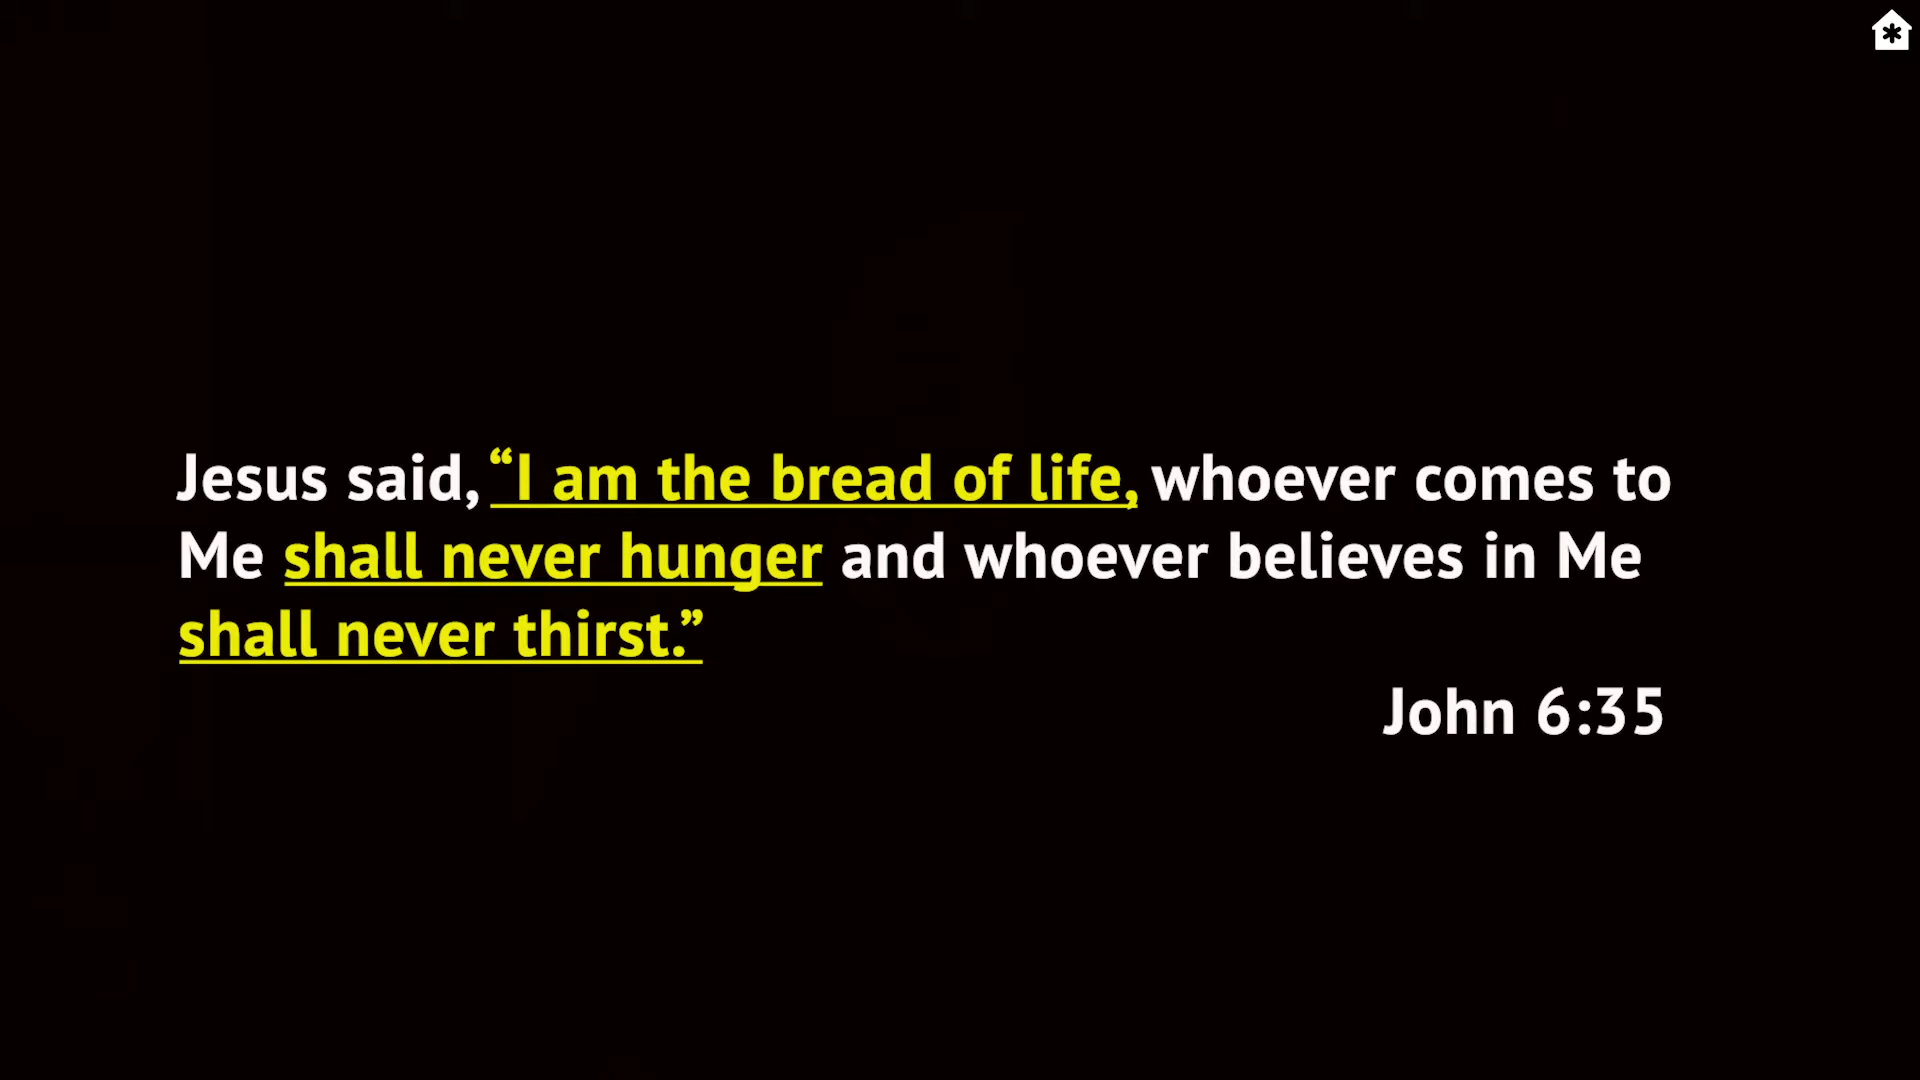 Jesus said, “I am the bread of life, whoever comes to
Me shall never hunger and whoever believes in Me
shall never thirst.”
John 6:35